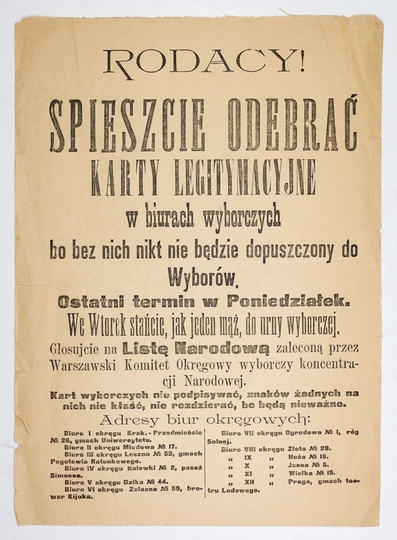 RODACY!
SPIESZCIE ODEBRAĆ
KARTY LEGITYMACYJNE
w biurach wyborczych
bo bez nich nikt nie będzie dopuszczony do
Wyborów.
Ostatni termin w Poniedziałek.
We Wtorek stańcie, jak jeden mąż, do urny wyborczej.
Głosujcie na Listę Narodową zaleconą przez
Warszawski Komitet Okręgowy wyborczy koncentra-
cji Narodowej.
Kart wyborczych nie podpisywać, znaków żadnych na
nich nie kłaść, nie rozdzierać, bo będą nieważne.
Adresy biur okręgowych:
Biuro I okręgu Krak.-Przedmieście
№ 26, gmach Uniwersytetu.
Biuro II okręgu Miodowa № 17.
Biuro III okręgu Leszno № 52, gmach
Pogotowia Ratunkowego.
Biuro IV okręgu Nalewki № 2, pasaż
Simonsa.
Biuro V okręgu Dzika № 44.
Biuro VI okręgu Żelazna № 59, bro-
war Kijoka.
Biuro VII okręgu Ogrodowa № 1, róg
Solnej.
Biuro VIII okręgu Złota № 29.
„ IX „ Hoża № 16.
„ X „ Jasna № 5.
„ XI „ Wielka № 15.
„ XII „ Praga, gmach tea-
tru Ludowego.